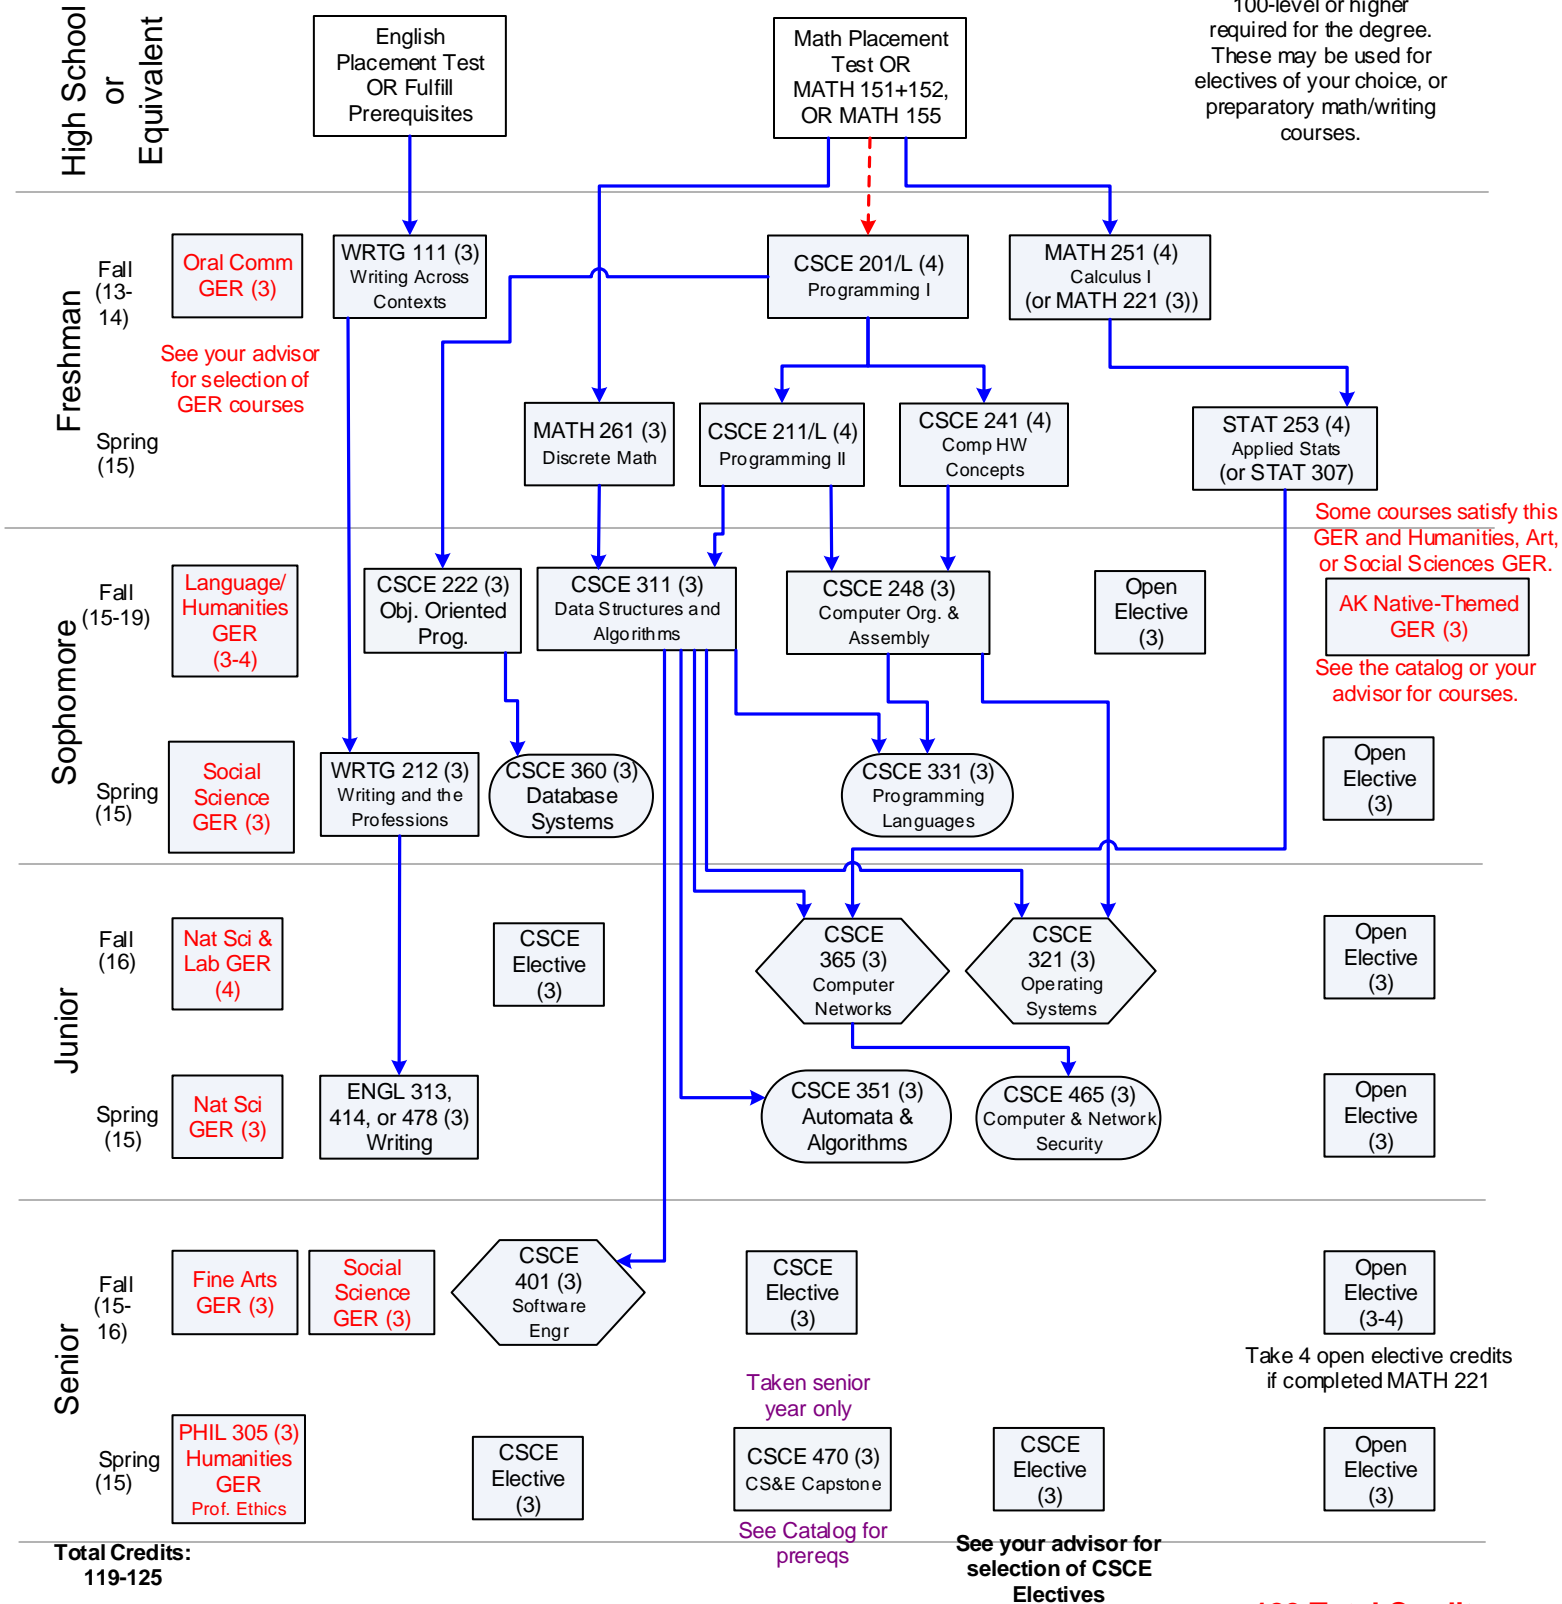 High School
or
Equivalent
English
Placement Test
OR Fulfill
Prerequisites
Math Placement
Test OR
MATH 151+152,
OR MATH 155
100-level or higher
required for the degree.
These may be used for
electives of your choice, or
preparatory math/writing
courses.
Freshman
Fall
(13-
14)
Oral Comm
GER (3)
WRTG 111 (3)
Writing Across
Contexts
CSCE 201/L (4)
Programming I
MATH 251 (4)
Calculus I
(or MATH 221 (3))
See your advisor
for selection of
GER courses
Spring
(15)
MATH 261 (3)
Discrete Math
CSCE 211/L (4)
Programming II
CSCE 241 (4)
Comp HW
Concepts
STAT 253 (4)
Applied Stats
(or STAT 307)
Sophomore
Fall
(15-19)
Language/
Humanities
GER
(3-4)
CSCE 222 (3)
Obj. Oriented
Prog.
CSCE 311 (3)
Data Structures and
Algorithms
CSCE 248 (3)
Computer Org. &
Assembly
Open
Elective
(3)
Some courses satisfy this
GER and Humanities, Art,
or Social Sciences GER.
AK Native-Themed
GER (3)
See the catalog or your
advisor for courses.
Spring
(15)
Social
Science
GER (3)
WRTG 212 (3)
Writing and the
Professions
CSCE 360 (3)
Database
Systems
CSCE 331 (3)
Programming
Languages
Open
Elective
(3)
Junior
Fall
(16)
Nat Sci &
Lab GER
(4)
CSCE
Elective
(3)
CSCE
365 (3)
Computer
Networks
CSCE
321 (3)
Operating
Systems
Open
Elective
(3)
Spring
(15)
Nat Sci
GER (3)
ENGL 313,
414, or 478 (3)
Writing
CSCE 351 (3)
Automata &
Algorithms
CSCE 465 (3)
Computer & Network
Security
Open
Elective
(3)
Senior
Fall
(15-
16)
Fine Arts
GER (3)
Social
Science
GER (3)
CSCE
401 (3)
Software
Engr
CSCE
Elective
(3)
Open
Elective
(3-4)
Take 4 open elective credits
if completed MATH 221
Spring
(15)
PHIL 305 (3)
Humanities
GER
Prof. Ethics
CSCE
Elective
(3)
Taken senior
year only
CSCE 470 (3)
CS&E Capstone
See Catalog for
prereqs
CSCE
Elective
(3)
Open
Elective
(3)
Total Credits:
119-125
See your advisor for
selection of CSCE
Electives